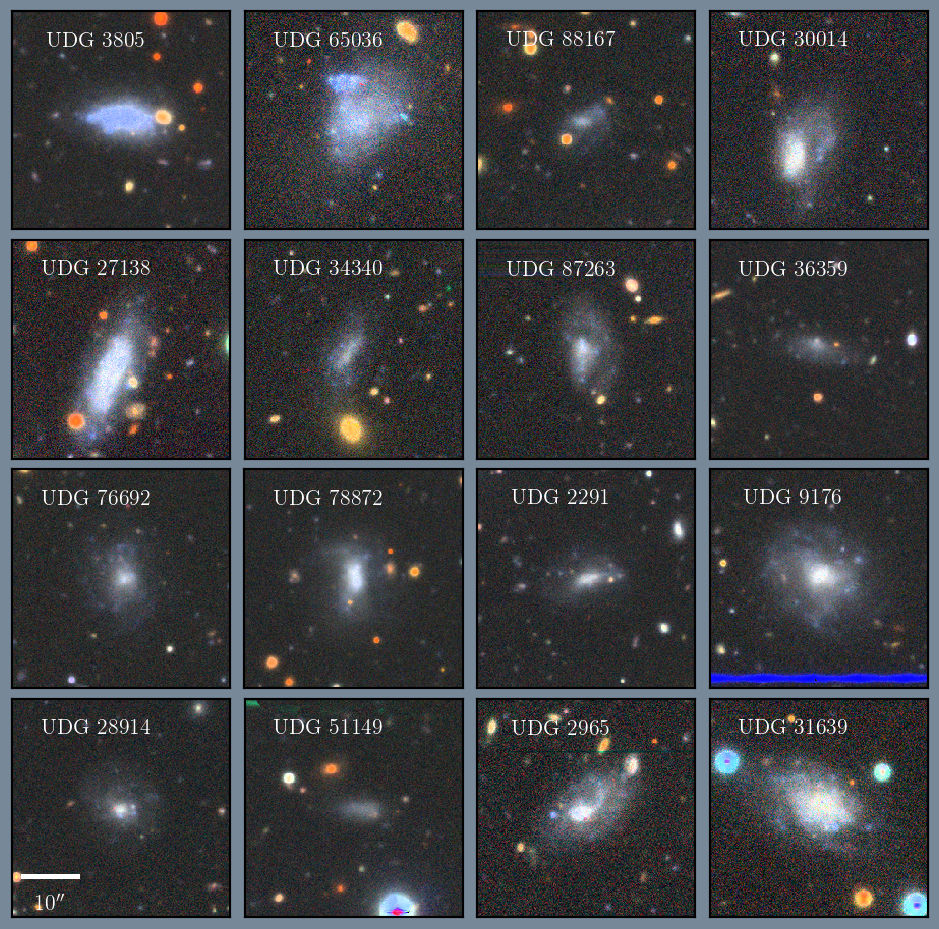 UDG 3805
UDG 65036
UDG 88167
UDG 30014
UDG 27138
UDG 34340
UDG 87263
UDG 36359
UDG 76692
UDG 78872
UDG 2291
UDG 9176
UDG 28914
UDG 51149
UDG 2965
UDG 31639
10″